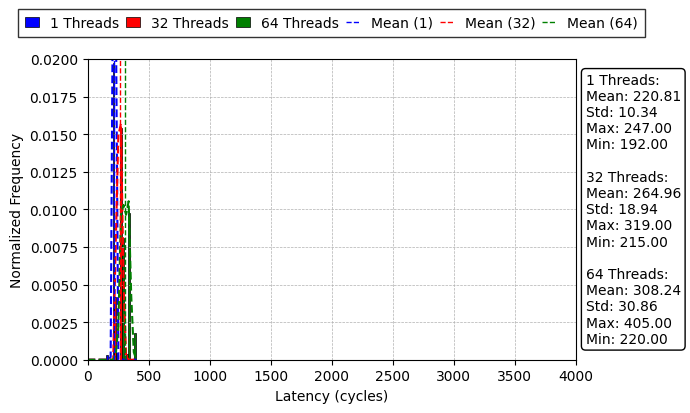 1 Threads 32 Threads 64 Threads Mean (1) Mean (32) Mean (64)
0.0200
0.0175
0.0150
0.0125
0.0100
0.0075
0.0050
0.0025
0.0000
Normalized Frequency
0 500 1000 1500 2000 2500 3000 3500 4000
Latency (cycles)
1 Threads:
Mean: 220.81
Std: 10.34
Max: 247.00
Min: 192.00
32 Threads:
Mean: 264.96
Std: 18.94
Max: 319.00
Min: 215.00
64 Threads:
Mean: 308.24
Std: 30.86
Max: 405.00
Min: 220.00